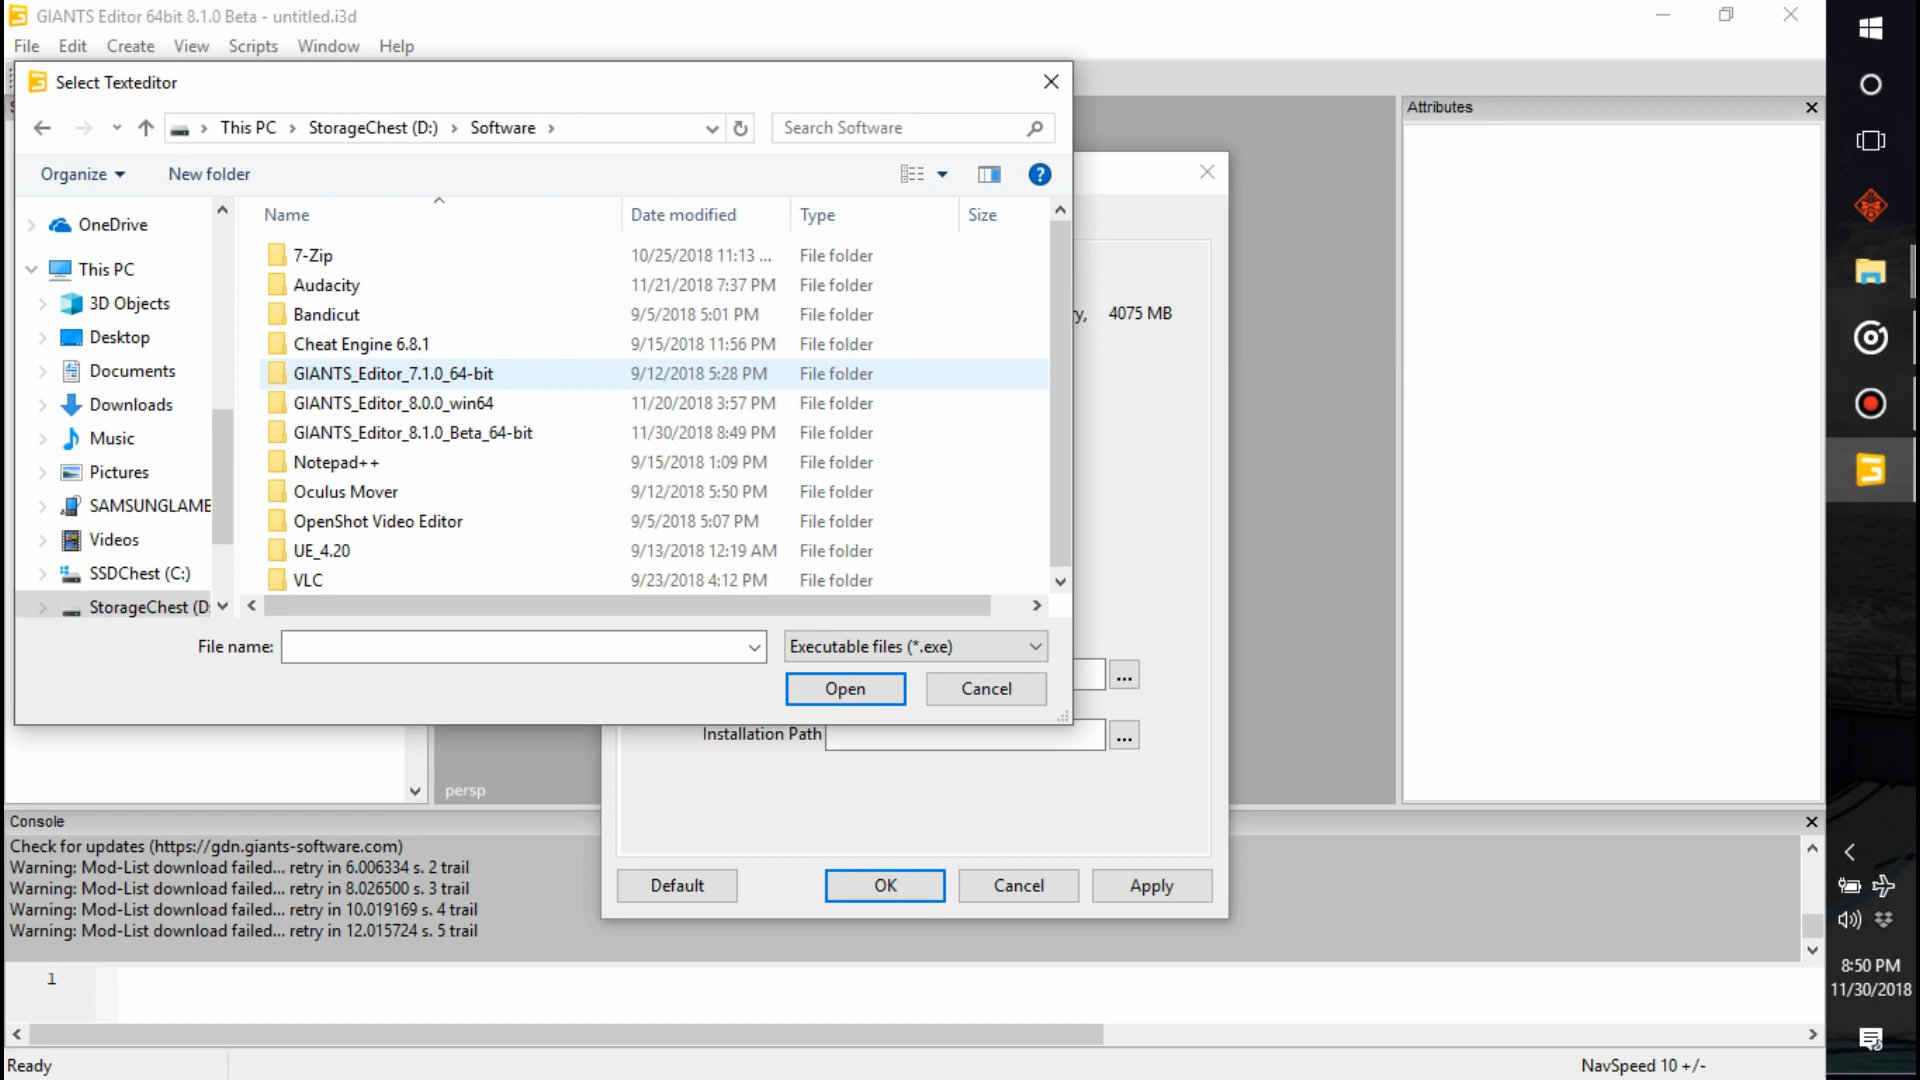 GIANTS Editor 64bit 8.1.0 Beta - untitled.i3d
File Edit Create View Scripts Window Help
Select Texteditor
This PC StorageChest (D:) Software
Search Software
Organize New folder
OneDrive
This PC
3D Objects
Desktop
Documents
Downloads
Music
Pictures
SAMSUNGLAME
Videos
SSDChest (C:)
StorageChest (D:
Name Date modified Type Size
7-Zip 10/25/2018 11:13 ... File folder
Audacity 11/21/2018 7:37 PM File folder
Bandicut 9/5/2018 5:01 PM File folder
Cheat Engine 6.8.1 9/15/2018 11:56 PM File folder
GIANTS_Editor_7.1.0_64-bit 9/12/2018 5:28 PM File folder
GIANTS_Editor_8.0.0_win64 11/20/2018 3:57 PM File folder
GIANTS_Editor_8.1.0_Beta_64-bit 11/30/2018 8:49 PM File folder
Notepad++ 9/15/2018 1:09 PM File folder
Oculus Mover 9/12/2018 5:50 PM File folder
OpenShot Video Editor 9/5/2018 5:07 PM File folder
UE_4.20 9/13/2018 12:19 AM File folder
VLC 9/23/2018 4:12 PM File folder
File name: Executable files (*.exe)
Open Cancel
Attributes
y, 4075 MB
...
Installation Path ...
Default OK Cancel Apply
persp
Console
Check for updates (https://gdn.giants-software.com)
Warning: Mod-List download failed... retry in 6.006334 s. 2 trail
Warning: Mod-List download failed... retry in 8.026500 s. 3 trail
Warning: Mod-List download failed... retry in 10.019169 s. 4 trail
Warning: Mod-List download failed... retry in 12.015724 s. 5 trail
1
Ready
NavSpeed 10 +/-
8:50 PM
11/30/2018